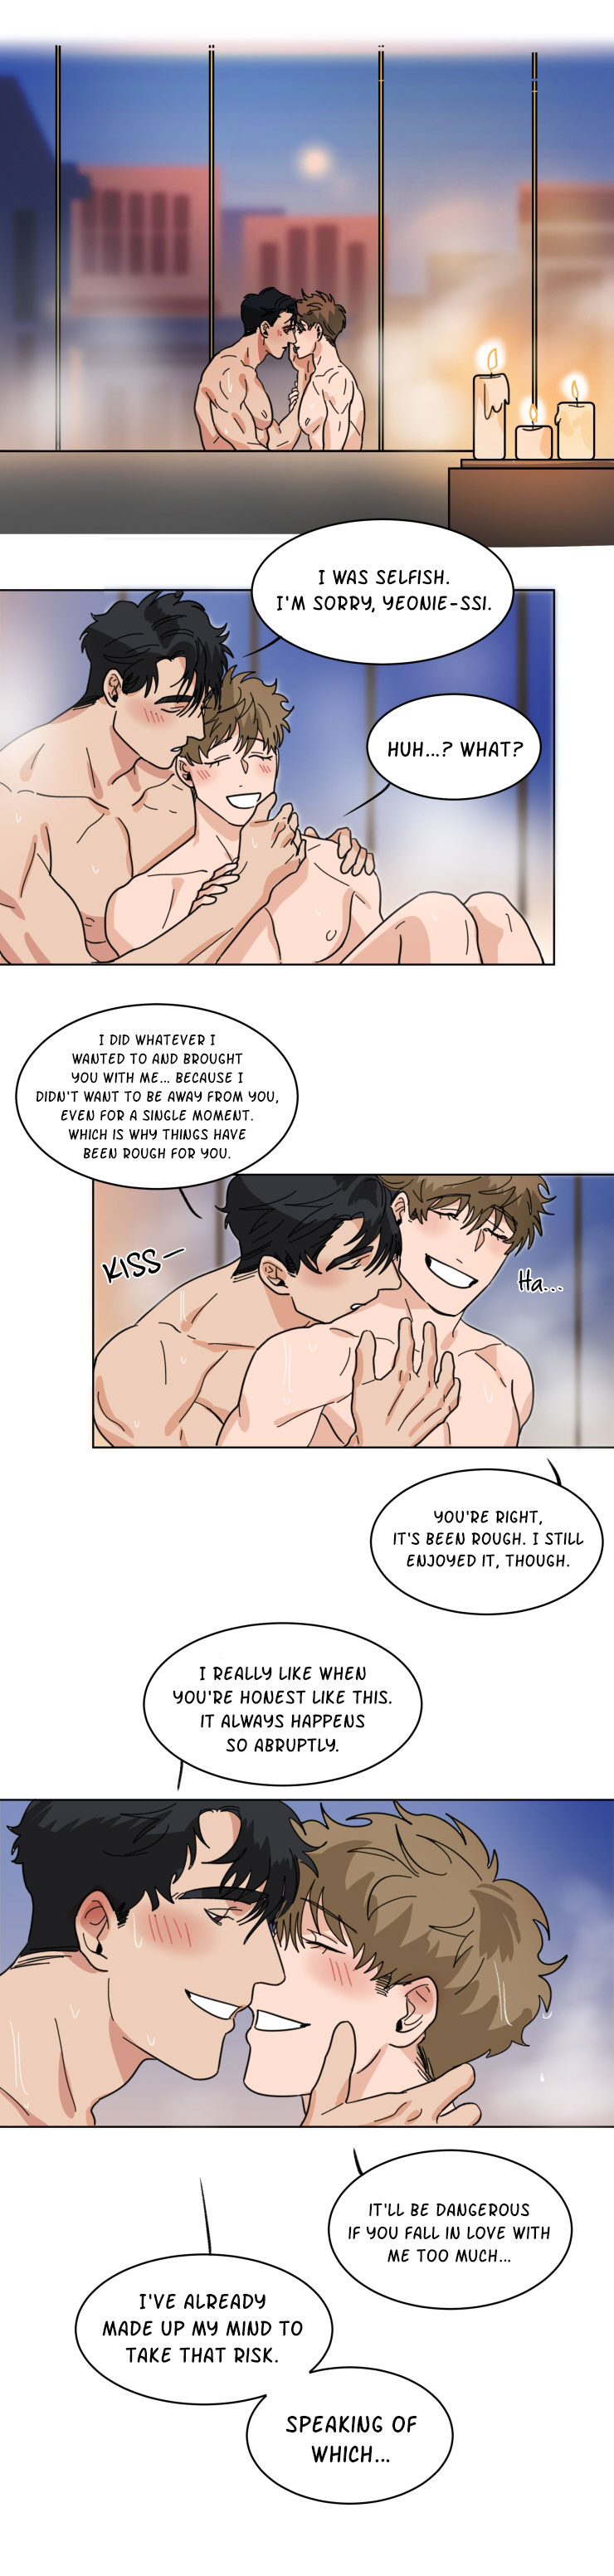 I WAS SELFISH.
I'M SORRY, YEONIE-SSI.
HUH...? WHAT?
I DID WHATEVER I
WANTED TO AND BROUGHT
YOU WITH ME... BECAUSE I
DIDN'T WANT TO BE AWAY FROM YOU,
EVEN FOR A SINGLE MOMENT.
WHICH IS WHY THINGS HAVE
BEEN ROUGH FOR YOU.
KISS—
Ha...
YOU'RE RIGHT,
IT'S BEEN ROUGH. I STILL
ENJOYED IT, THOUGH.
I REALLY LIKE WHEN
YOU'RE HONEST LIKE THIS.
IT ALWAYS HAPPENS
SO ABRUPTLY.
IT'LL BE DANGEROUS
IF YOU FALL IN LOVE WITH
ME TOO MUCH...
I'VE ALREADY
MADE UP MY MIND TO
TAKE THAT RISK.
SPEAKING OF
WHICH...